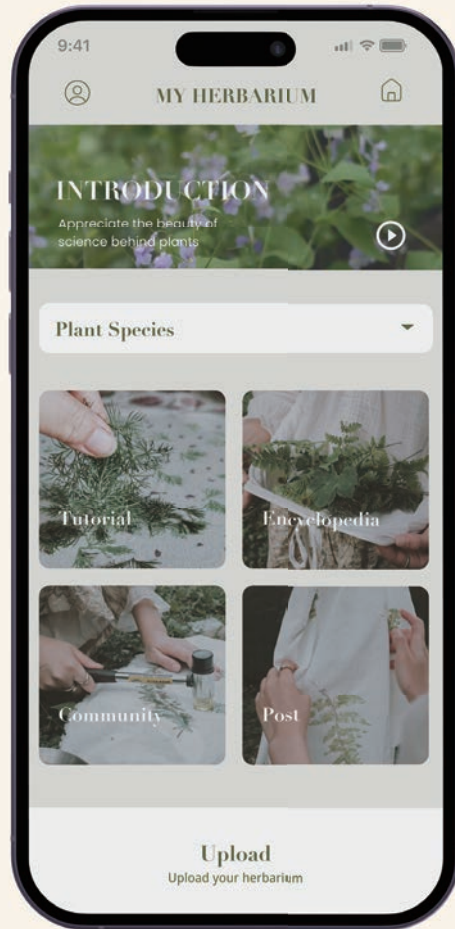 9:41
MY HERBARIUM
INTRODUCTION
Appreciate the beauty of
science behind plants
Plant Species
Tutorial
Encyclopedia
Community
Post
Upload
Upload your herbarium